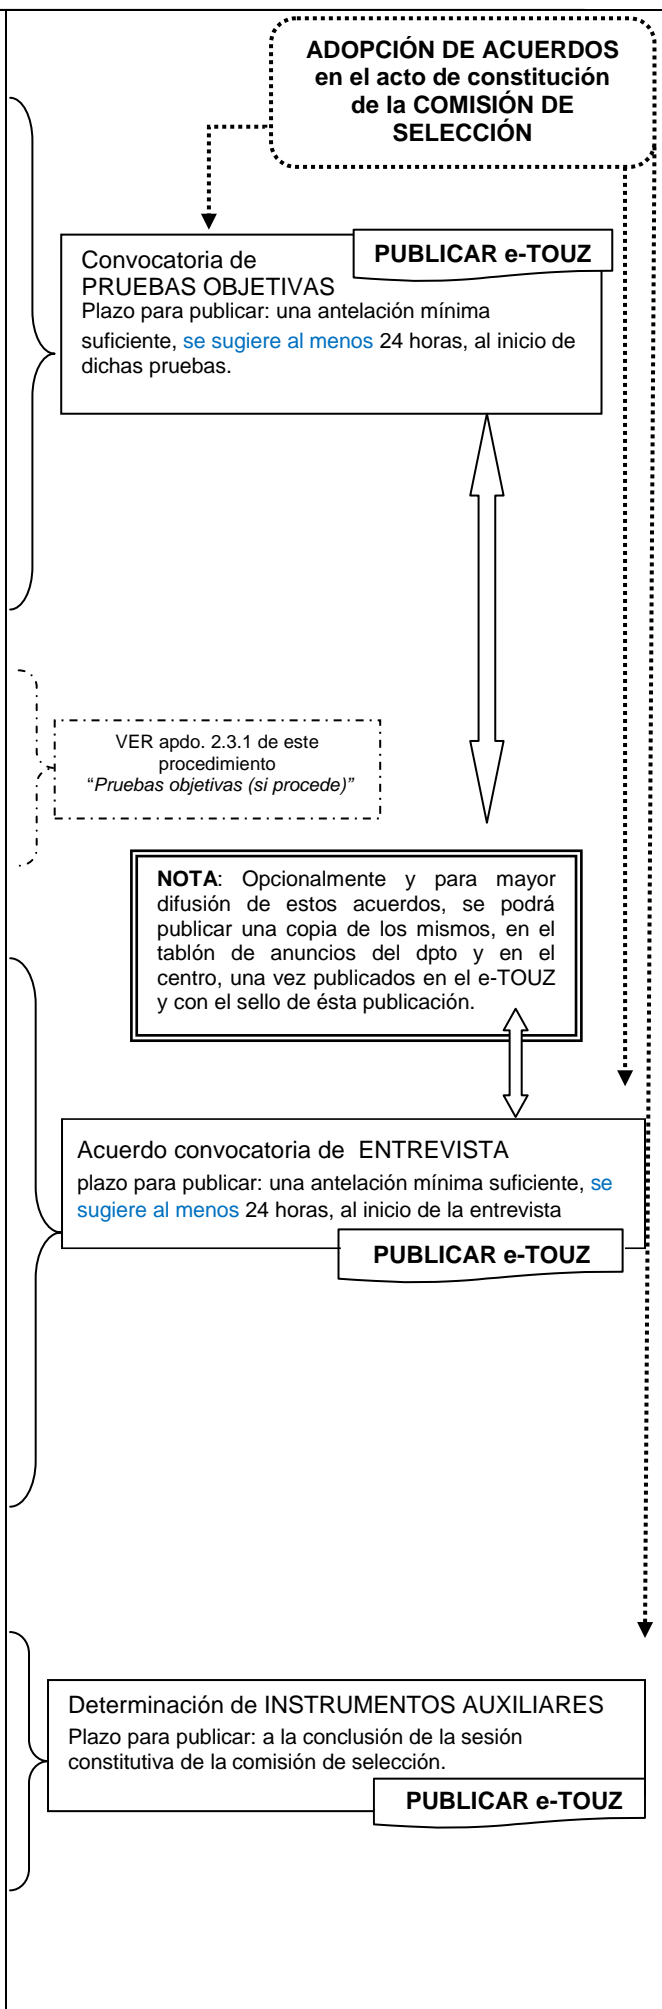 ADOPCIÓN DE ACUERDOS
en el acto de constitución
de la COMISIÓN DE
SELECCIÓN
PUBLICAR e-TOUZ
Convocatoria de
PRUEBAS OBJETIVAS
Plazo para publicar: una antelación mínima
suficiente, se sugiere al menos 24 horas, al inicio de
dichas pruebas.
VER apdo. 2.3.1 de este
procedimiento
“Pruebas objetivas (si procede)”
NOTA: Opcionalmente y para mayor
difusión de estos acuerdos, se podrá
publicar una copia de los mismos, en el
tablón de anuncios del dpto y en el
centro, una vez publicados en el e-TOUZ
y con el sello de ésta publicación.
Acuerdo convocatoria de ENTREVISTA
plazo para publicar: una antelación mínima suficiente, se
sugiere al menos 24 horas, al inicio de la entrevista
PUBLICAR e-TOUZ
Determinación de INSTRUMENTOS AUXILIARES
Plazo para publicar: a la conclusión de la sesión
constitutiva de la comisión de selección.
PUBLICAR e-TOUZ